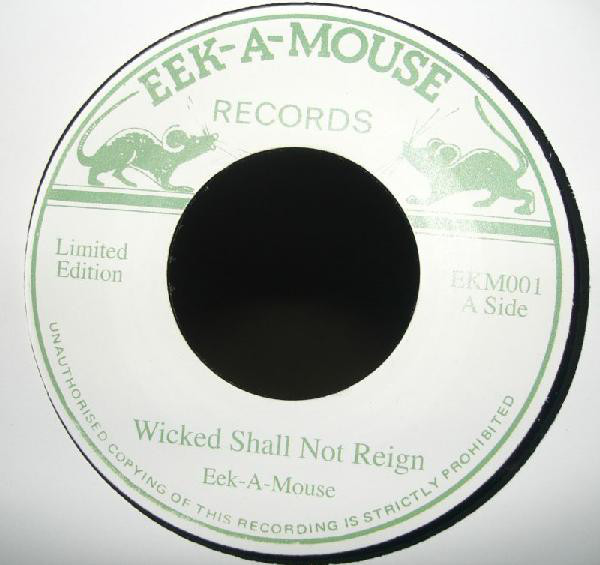 EEK-A-MOUSE
RECORDS
Limited
Edition
EKM001
A Side
Wicked Shall Not Reign
Eek-A-Mouse
UNAUTHORISED COPYING OF THIS RECORDING IS STRICTLY PROHIBITED